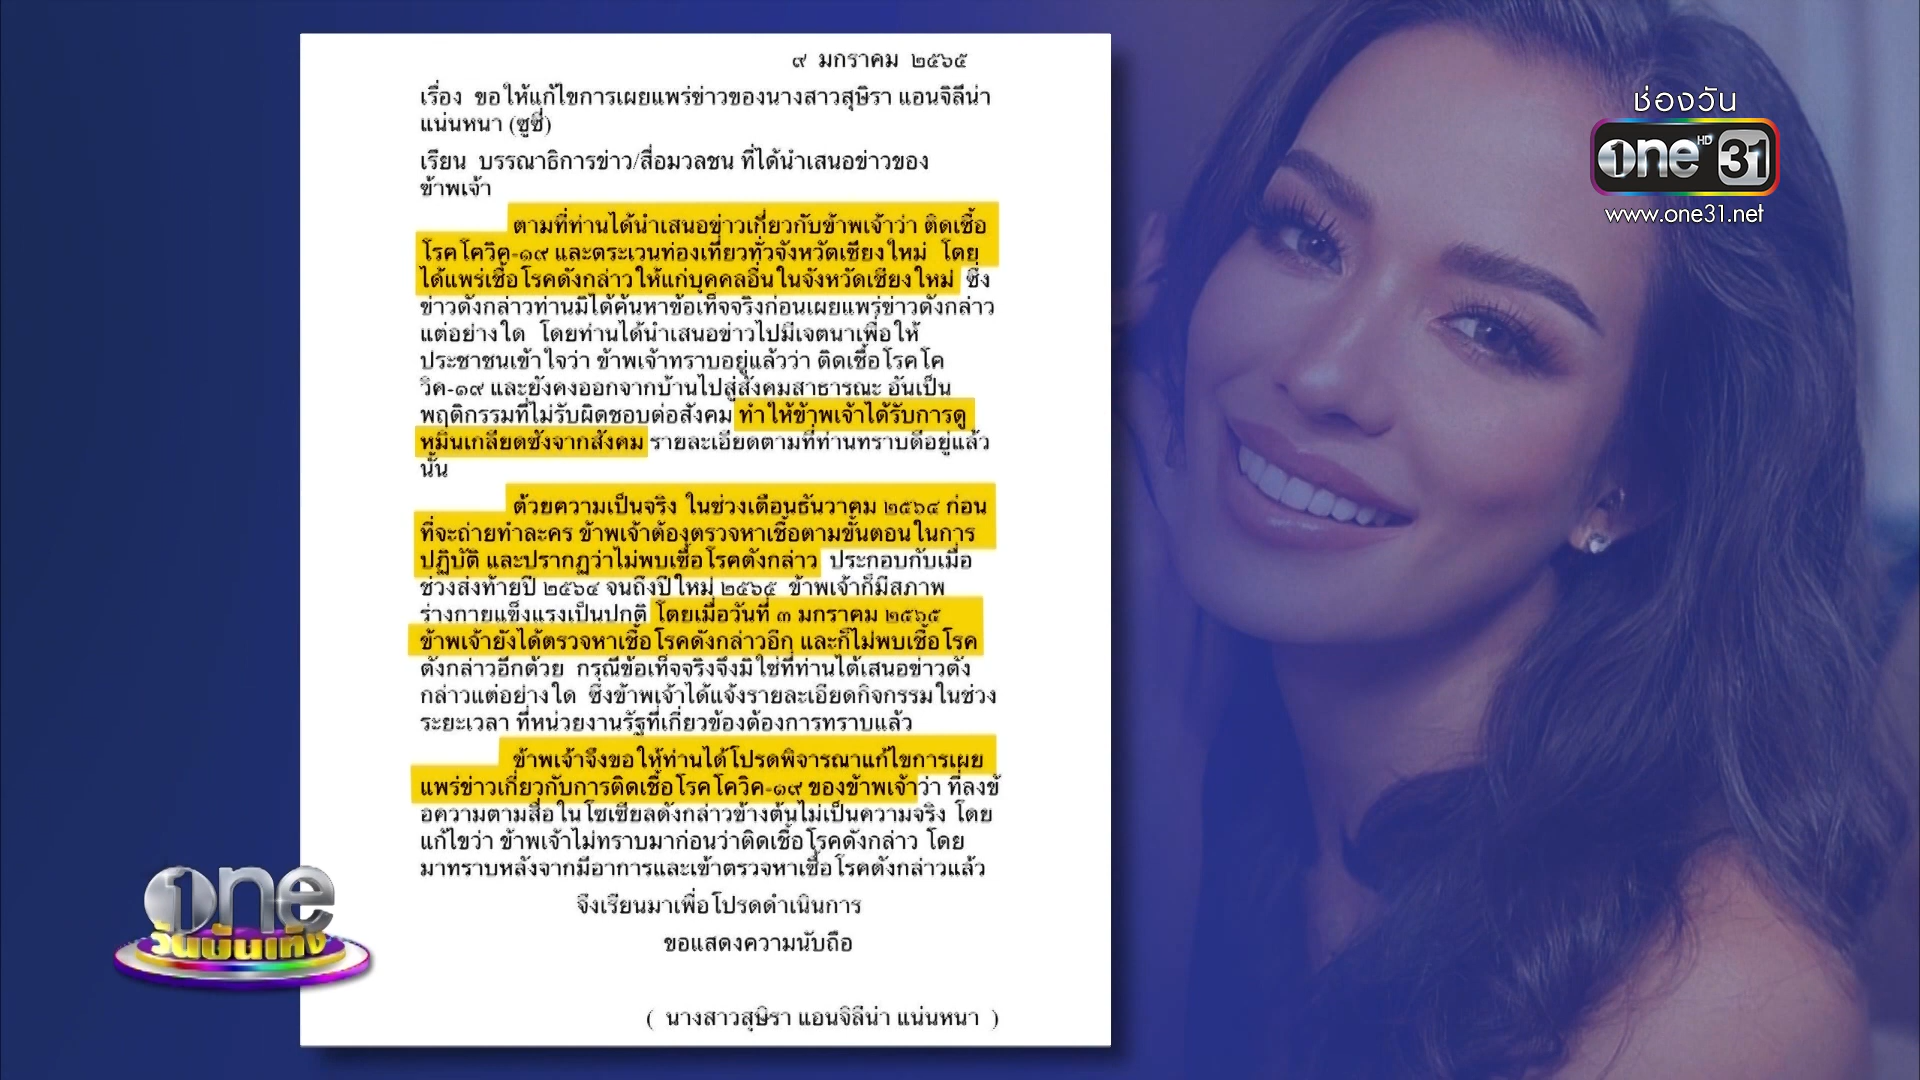 ๙ มกราคม ๒๕๖๕
เรื่อง ขอให้แก้ไขการเผยแพร่ข่าวของนางสาวสุษิรา แอนจิลีน่า
แน่นหนา (ซูซี่)
เรียน บรรณาธิการข่าว/สื่อมวลชน ที่ได้นำเสนอข่าวของ
ข้าพเจ้า
ตามที่ท่านได้นำเสนอข่าวเกี่ยวกับข้าพเจ้าว่า ติดเชื้อ
โรคโควิค-๑๙ และตระเวนท่องเที่ยวทั่วจังหวัดเชียงใหม่ โดย
ได้แพร่เชื้อโรคดังกล่าวให้แก่บุคคลอื่นในจังหวัดเชียงใหม่ ซึ่ง
ข่าวดังกล่าวท่านมิได้ค้นหาข้อเท็จจริงก่อนเผยแพร่ข่าวดังกล่าว
แต่อย่างใด โดยท่านได้นำเสนอข่าวไปมีเจตนาเพื่อให้
ประชาชนเข้าใจว่า ข้าพเจ้าทราบอยู่แล้วว่า ติดเชื้อโรคโค
วิค-๑๙ และยังคงออกจากบ้านไปสู่สังคมสาธารณะ อันเป็น
พฤติกรรมที่ไม่รับผิดชอบต่อสังคม ทำให้ข้าพเจ้าได้รับการดู
หมิ่นเกลียดชังจากสังคม รายละเอียดตามที่ท่านทราบดีอยู่แล้ว
นั้น
ด้วยความเป็นจริง ในช่วงเดือนธันวาคม ๒๕๖๔ ก่อน
ที่จะถ่ายทำละคร ข้าพเจ้าต้องตรวจหาเชื้อตามขั้นตอนในการ
ปฏิบัติ และปรากฏว่าไม่พบเชื้อโรคดังกล่าว ประกอบกับเมื่อ
ช่วงส่งท้ายปี ๒๕๖๔ จนถึงปีใหม่ ๒๕๖๕ ข้าพเจ้าก็มีสภาพ
ร่างกายแข็งแรงเป็นปกติ โดยเมื่อวันที่ ๓ มกราคม ๒๕๖๕
ข้าพเจ้ายังได้ตรวจหาเชื้อโรคดังกล่าวอีก และก็ไม่พบเชื้อโรค
ดังกล่าวอีกด้วย กรณีข้อเท็จจริงจึงมิใช่ที่ท่านได้เสนอข่าวดัง
กล่าวแต่อย่างใด ซึ่งข้าพเจ้าได้แจ้งรายละเอียดกิจกรรมในช่วง
ระยะเวลา ที่หน่วยงานรัฐที่เกี่ยวข้องต้องการทราบแล้ว
ข้าพเจ้าจึงขอให้ท่านได้โปรดพิจารณาแก้ไขการเผย
แพร่ข่าวเกี่ยวกับการติดเชื้อโรคโควิค-๑๙ ของข้าพเจ้าว่า ที่ลงข้
อความตามสื่อในโซเซียลดังกล่าวข้างต้นไม่เป็นความจริง โดย
แก้ไขว่า ข้าพเจ้าไม่ทราบมาก่อนว่าติดเชื้อโรคดังกล่าว โดย
มาทราบหลังจากมีอาการและเข้าตรวจหาเชื้อโรคดังกล่าวแล้ว
จึงเรียนมาเพื่อโปรดดำเนินการ
ขอแสดงความนับถือ
( นางสาวสุษิรา แอนจิลีน่า แน่นหนา )
ช่องวัน
one HD 31
www.one31.net
one
วันบันเทิง